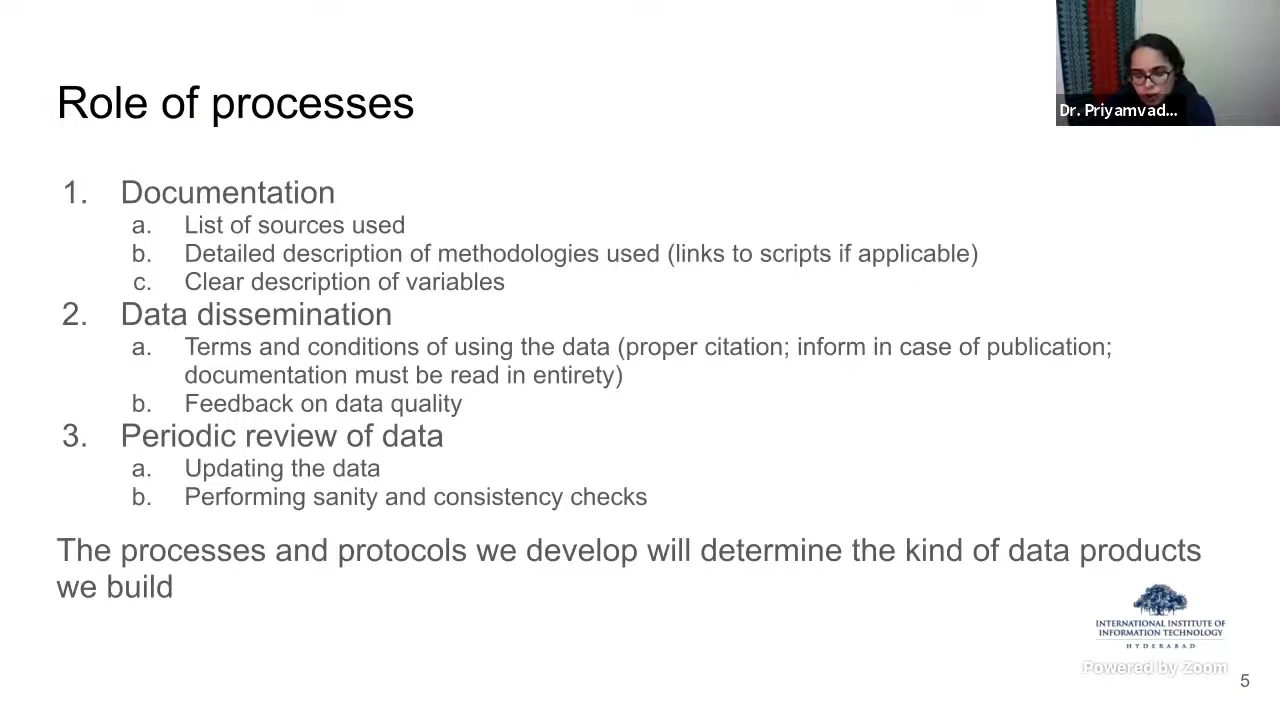 Role of processes
Dr. Priyamvad...
1. Documentation
a. List of sources used
b. Detailed description of methodologies used (links to scripts if applicable)
c. Clear description of variables
2. Data dissemination
a. Terms and conditions of using the data (proper citation; inform in case of publication;
documentation must be read in entirety)
b. Feedback on data quality
3. Periodic review of data
a. Updating the data
b. Performing sanity and consistency checks
The processes and protocols we develop will determine the kind of data products
we build
INTERNATIONAL INSTITUTE OF
INFORMATION TECHNOLOGY
HYDERABAD
Powered by Zoom
5